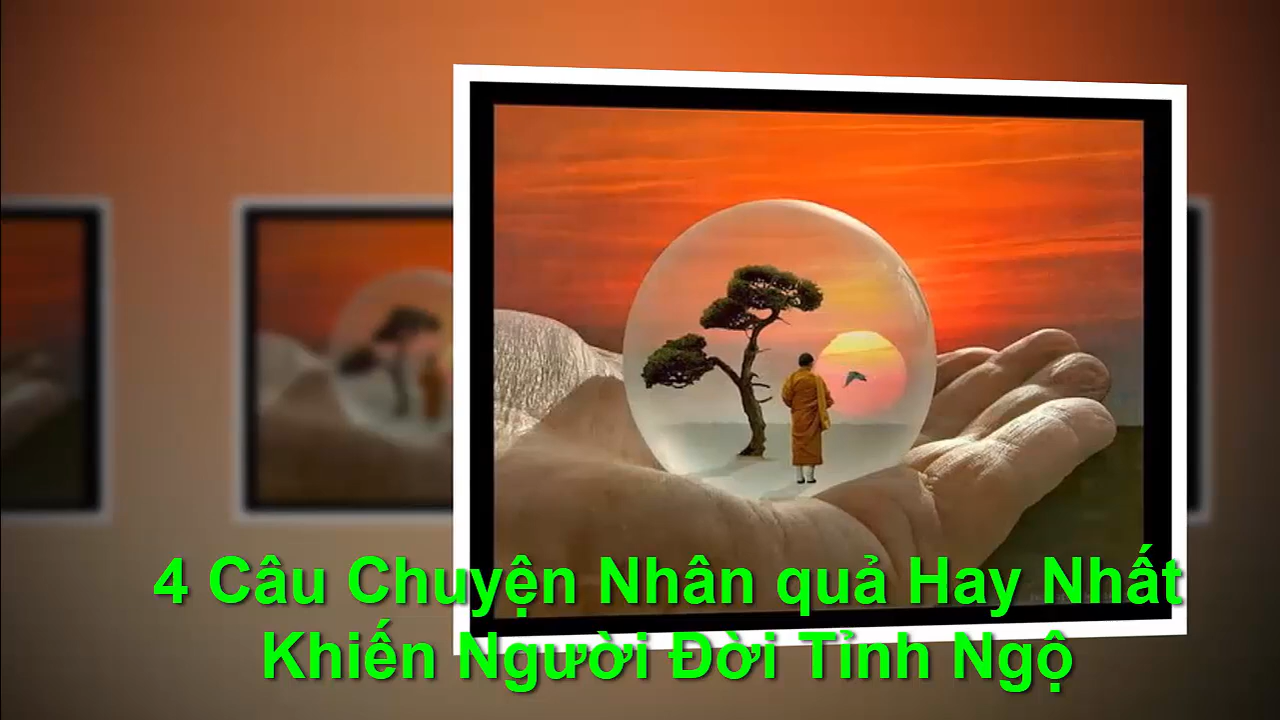 4 Câu Chuyện Nhân quả Hay Nhất
Khiến Người Đời Tỉnh Ngộ